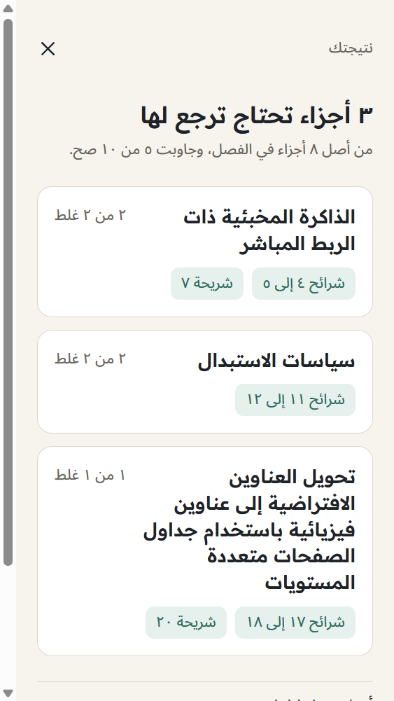 نتيجتك
٣ أجزاء تحتاج ترجع لها
من أصل ٨ أجزاء في الفصل، وجاوبت ٥ من ١٠ صح.
الذاكرة المخبئية ذات
الربط المباشر
٢ من ٢ غلط
شرائح ٤ إلى ٥
شريحة ٧
سياسات الاستبدال
٢ من ٢ غلط
شرائح ١١ إلى ١٢
تحويل العناوين
الافتراضية إلى عناوين
فيزيائية باستخدام جداول
الصفحات متعددة
المستويات
١ من ١ غلط
شرائح ١٧ إلى ١٨
شريحة ٢٠